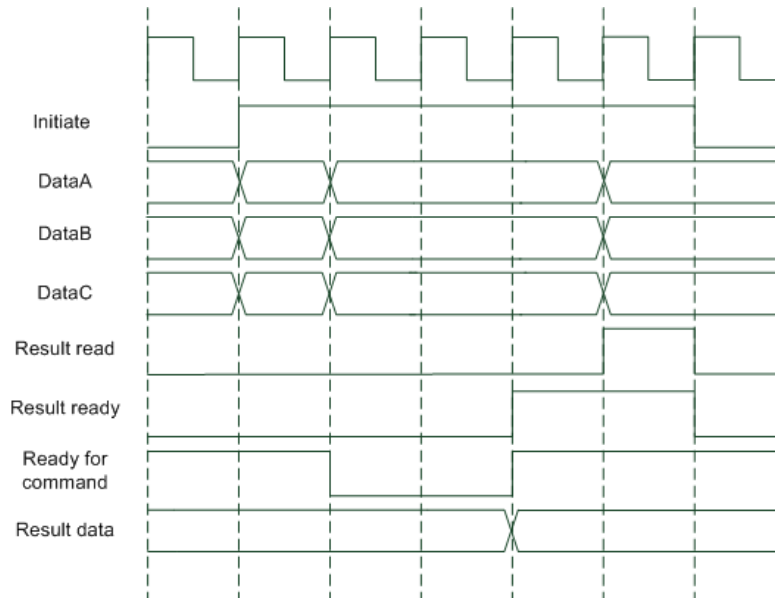 Initiate
DataA
DataB
DataC
Result read
Result ready
Ready for
command
Result data